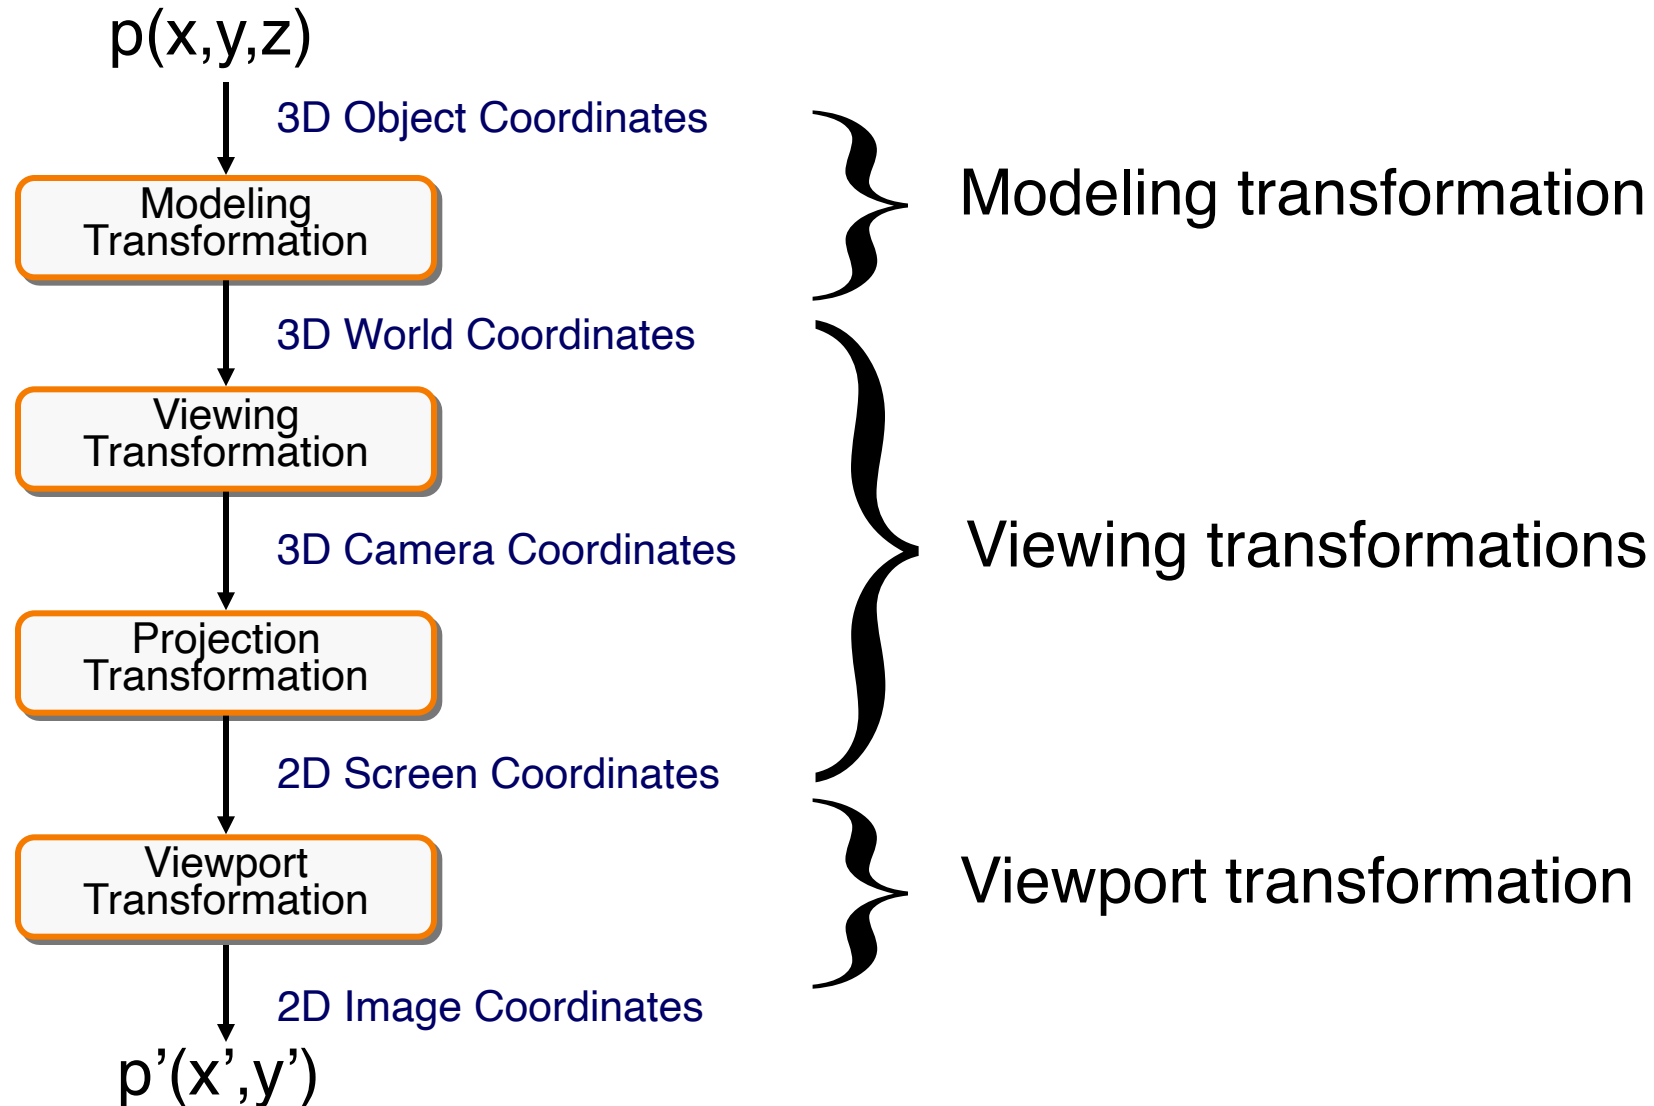 p(x,y,z)
3D Object Coordinates
Modeling
Transformation
Modeling transformation
3D World Coordinates
Viewing
Transformation
3D Camera Coordinates
Viewing transformations
Projection
Transformation
2D Screen Coordinates
Viewport
Transformation
Viewport transformation
2D Image Coordinates
p’(x’,y’)